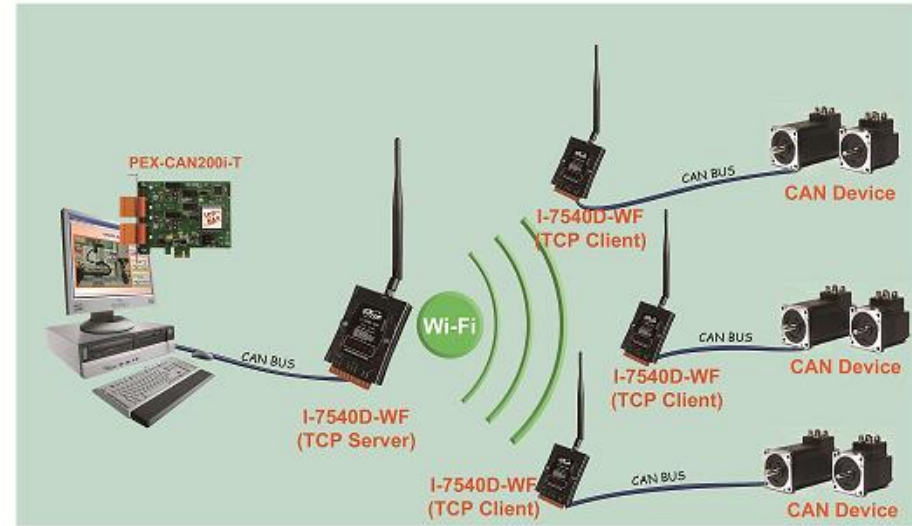 PEX-CAN200i-T
CAN BUS
I-7540D-WF
(TCP Server)
Wi-Fi
I-7540D-WF
(TCP Client)
CAN BUS
CAN Device
I-7540D-WF
(TCP Client)
CAN BUS
CAN Device
I-7540D-WF
(TCP Client)
CAN BUS
CAN Device